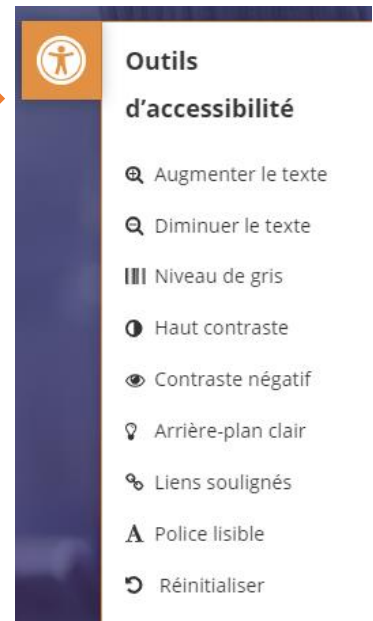 Outils
d’accessibilité
Augmenter le texte
Diminuer le texte
Niveau de gris
Haut contraste
Contraste négatif
Arrière-plan clair
Liens soulignés
Police lisible
Réinitialiser